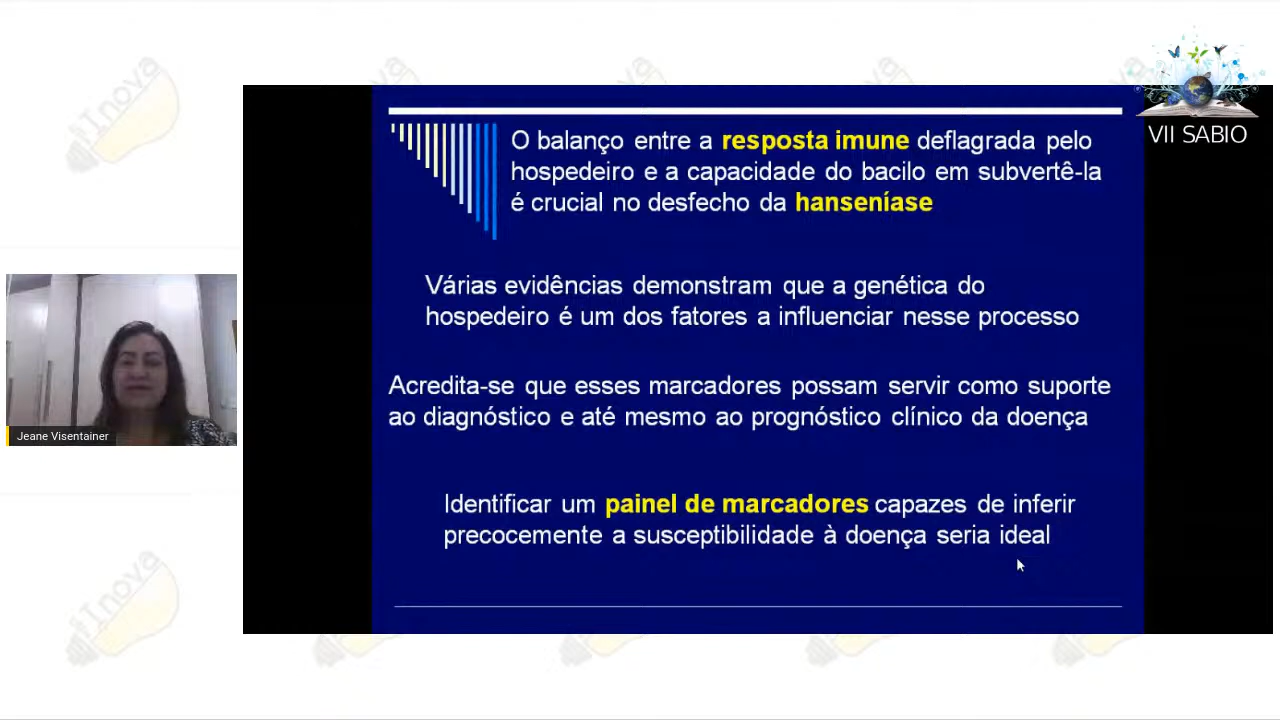 O balanço entre a resposta imune deflagrada pelo
hospedeiro e a capacidade do bacilo em subvertê-la
é crucial no desfecho da hanseníase
Várias evidências demonstram que a genética do
hospedeiro é um dos fatores a influenciar nesse processo
Acredita-se que esses marcadores possam servir como suporte
ao diagnóstico e até mesmo ao prognóstico clínico da doença
Identificar um painel de marcadores capazes de inferir
precocemente a susceptibilidade à doença seria ideal
VII SABIO
Jeane Visentainer
#Inova
#Inova